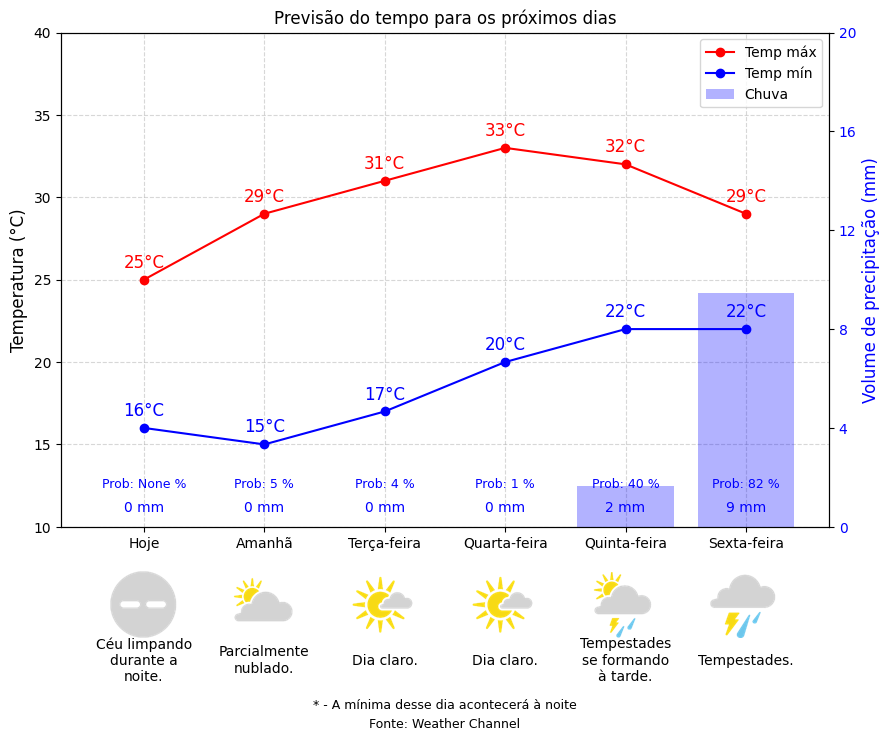 Previsão do tempo para os próximos dias
40
35
30
25
20
15
10
Temperatura (°C)
20
16
12
8
4
0
Volume de precipitação (mm)
Temp máx
Temp mín
Chuva
25°C
29°C
31°C
33°C
32°C
29°C
16°C
15°C
17°C
20°C
22°C
22°C
Prob: None % Prob: 5 % Prob: 4 % Prob: 1 % Prob: 40 % Prob: 82 %
0 mm 0 mm 0 mm 0 mm 2 mm 9 mm
Hoje Amanhã Terça-feira Quarta-feira Quinta-feira Sexta-feira
Céu limpando
durante a
noite.
Parcialmente
nublado.
Dia claro.
Dia claro.
Tempestades
se formando
à tarde.
Tempestades.
* - A mínima desse dia acontecerá à noite
Fonte: Weather Channel